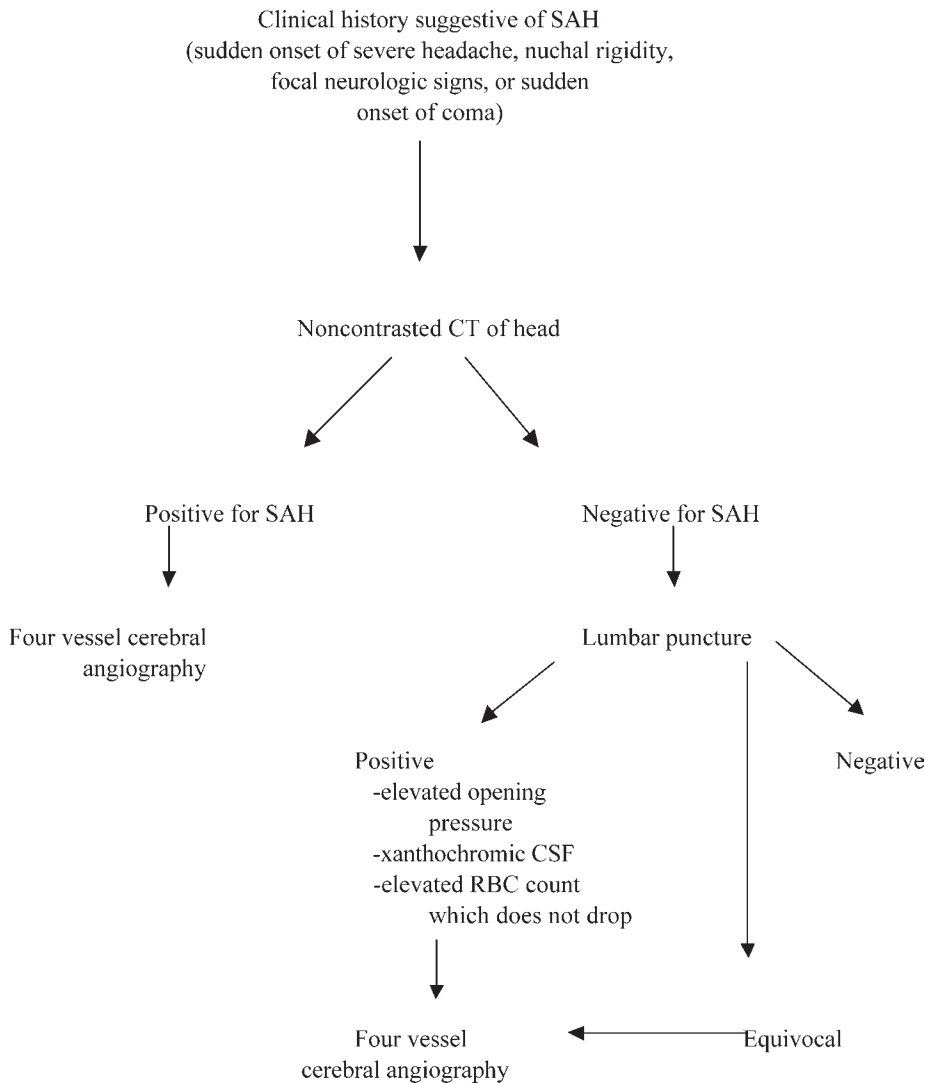 Clinical history suggestive of SAH
(sudden onset of severe headache, nuchal rigidity,
focal neurologic signs, or sudden
onset of coma)
Noncontrasted CT of head
Positive for SAH
Negative for SAH
Four vessel cerebral
angiography
Lumbar puncture
Positive
-elevated opening
pressure
-xanthochromic CSF
-elevated RBC count
which does not drop
Negative
Four vessel
cerebral angiography
Equivocal